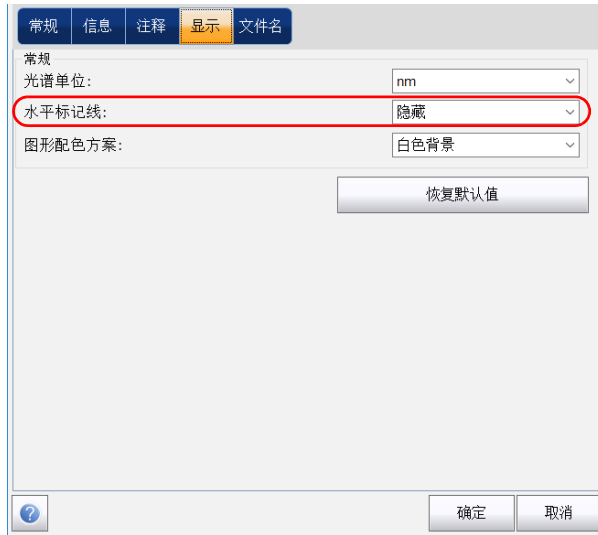 常规 信息 注释 显示 文件名
常规
光谱单位: nm
水平标记线: 隐藏
图形配色方案: 白色背景
恢复默认值
? 确定 取消